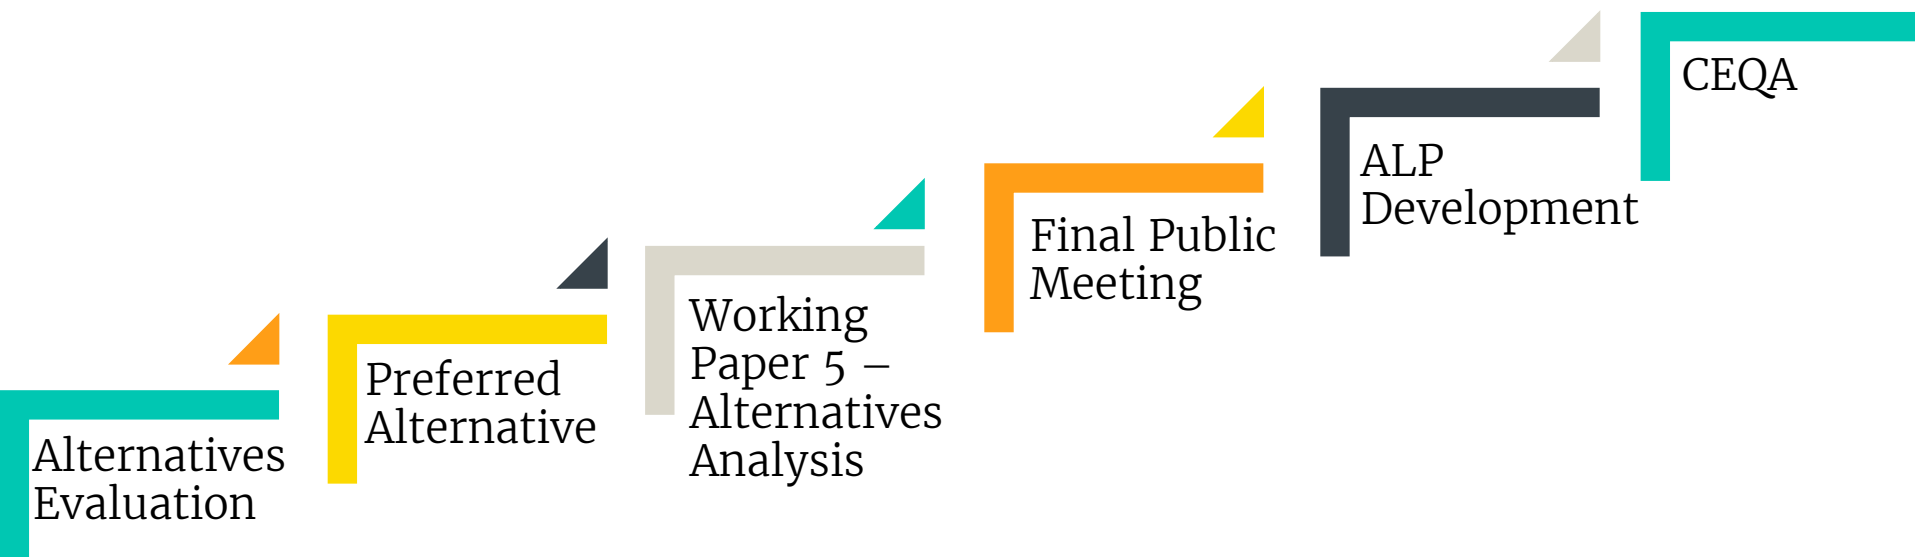 Alternatives
Evaluation
Preferred
Alternative
Working
Paper 5 –
Alternatives
Analysis
Final Public
Meeting
ALP
Development
CEQA